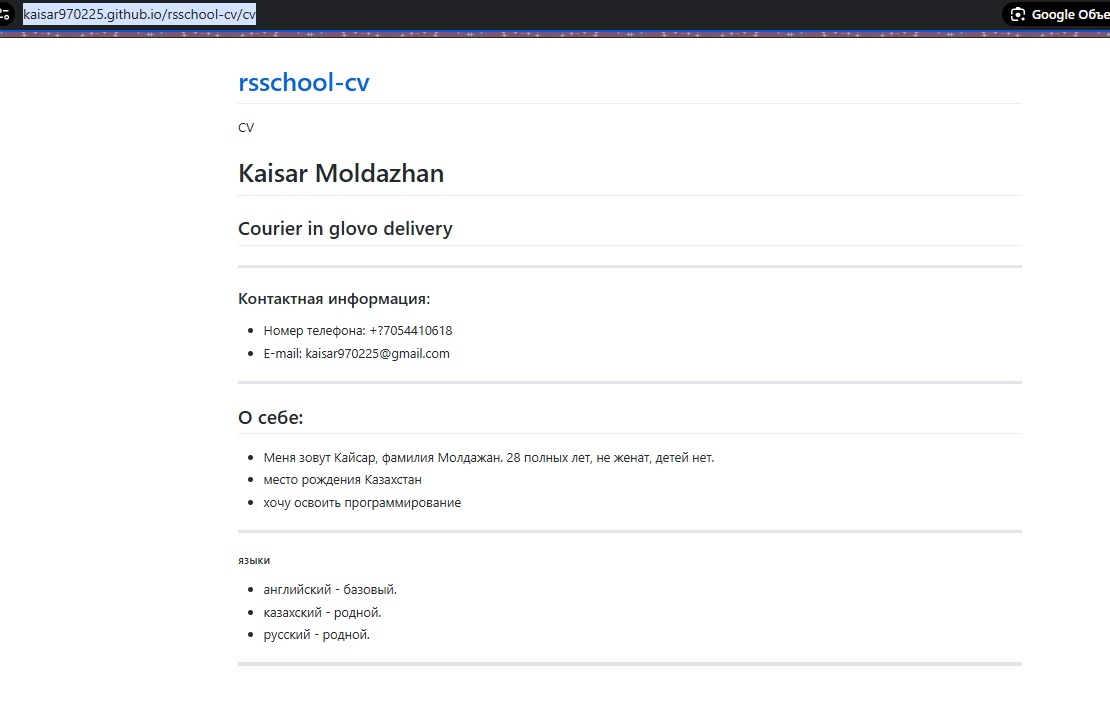 kaisar970225.github.io/rsschool-cv/cv
Google Объе
rsschool-cv
CV
Kaisar Moldazhan
Courier in glovo delivery
Контактная информация:
Номер телефона: +?7054410618
E-mail: kaisar970225@gmail.com
О себе:
Меня зовут Кайсар, фамилия Молдажан. 28 полных лет, не женат, детей нет.
место рождения Казахстан
хочу освоить программирование
языки
английский - базовый.
казахский - родной.
русский - родной.